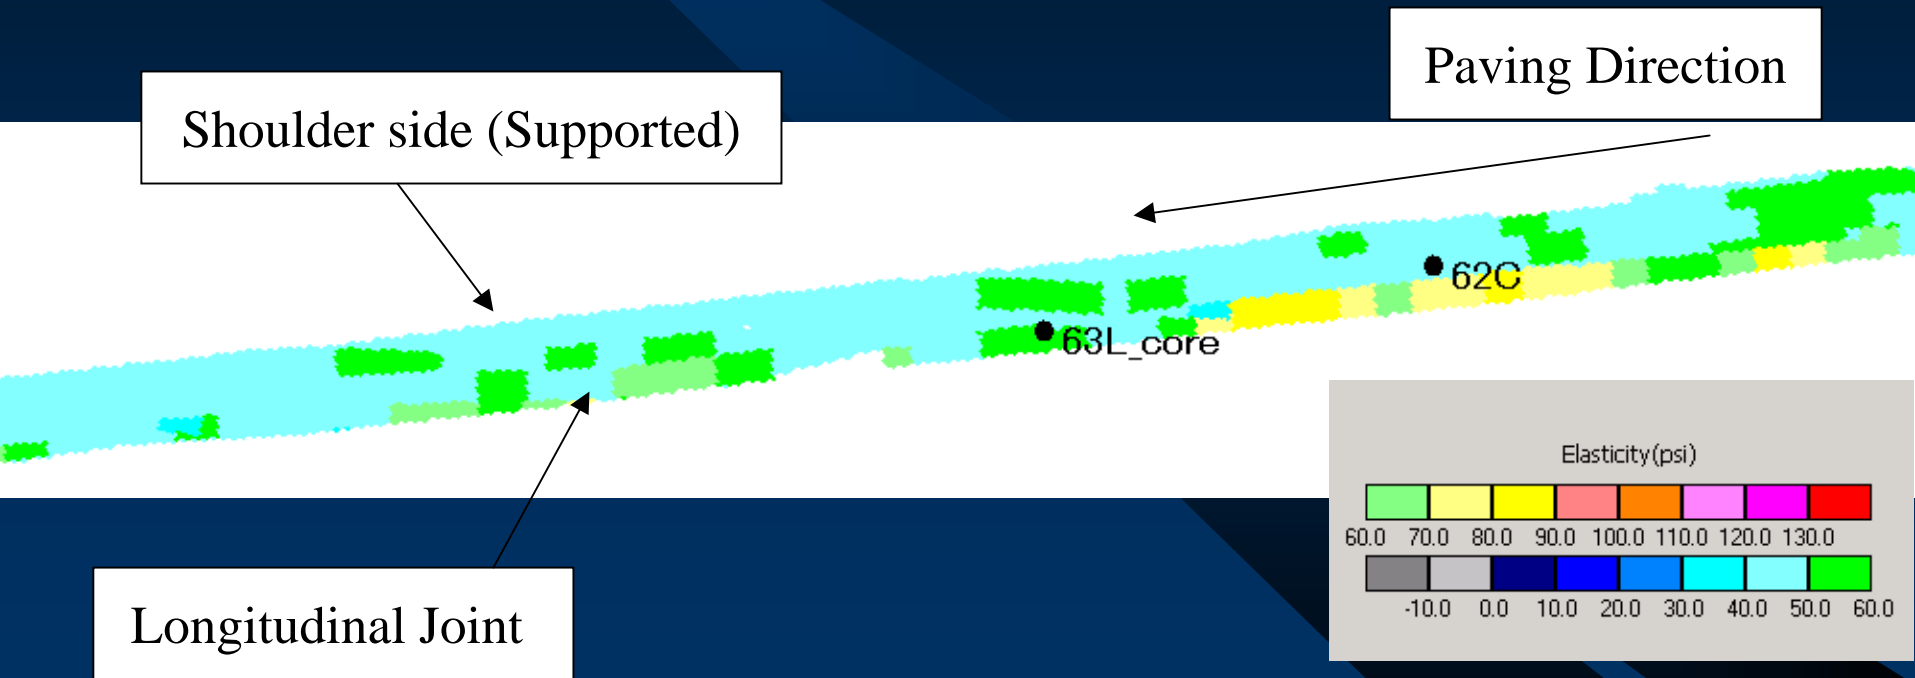 Paving Direction
Shoulder side (Supported)
62C
63L_core
Elasticity(psi)
60.0 70.0 80.0 90.0 100.0 110.0 120.0 130.0
-10.0 0.0 10.0 20.0 30.0 40.0 50.0 60.0
Longitudinal Joint